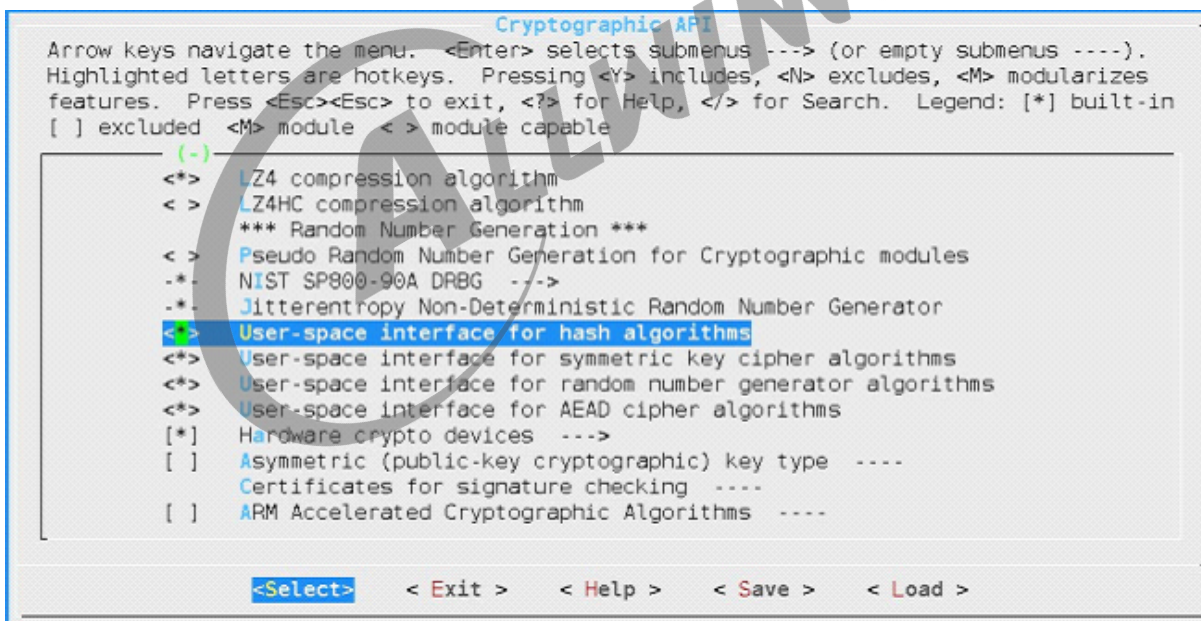 Cryptographic API
Arrow keys navigate the menu. <Enter> selects submenus ---> (or empty submenus ----).
Highlighted letters are hotkeys. Pressing <Y> includes, <N> excludes, <M> modularizes
features. Press <Esc><Esc> to exit, <?> for Help, </> for Search. Legend: [*] built-in
[ ] excluded <M> module < > module capable
(-)
<*> LZ4 compression algorithm
< > LZ4HC compression algorithm
*** Random Number Generation ***
< > Pseudo Random Number Generation for Cryptographic modules
-*- NIST SP800-90A DRBG --->
-*- Jitterentropy Non-Deterministic Random Number Generator
<*> User-space interface for hash algorithms
<*> User-space interface for symmetric key cipher algorithms
<*> User-space interface for random number generator algorithms
<*> User-space interface for AEAD cipher algorithms
[*] Hardware crypto devices --->
[ ] Asymmetric (public-key cryptographic) key type ----
Certificates for signature checking ----
[ ] ARM Accelerated Cryptographic Algorithms ----
<Select> < Exit > < Help > < Save > < Load >